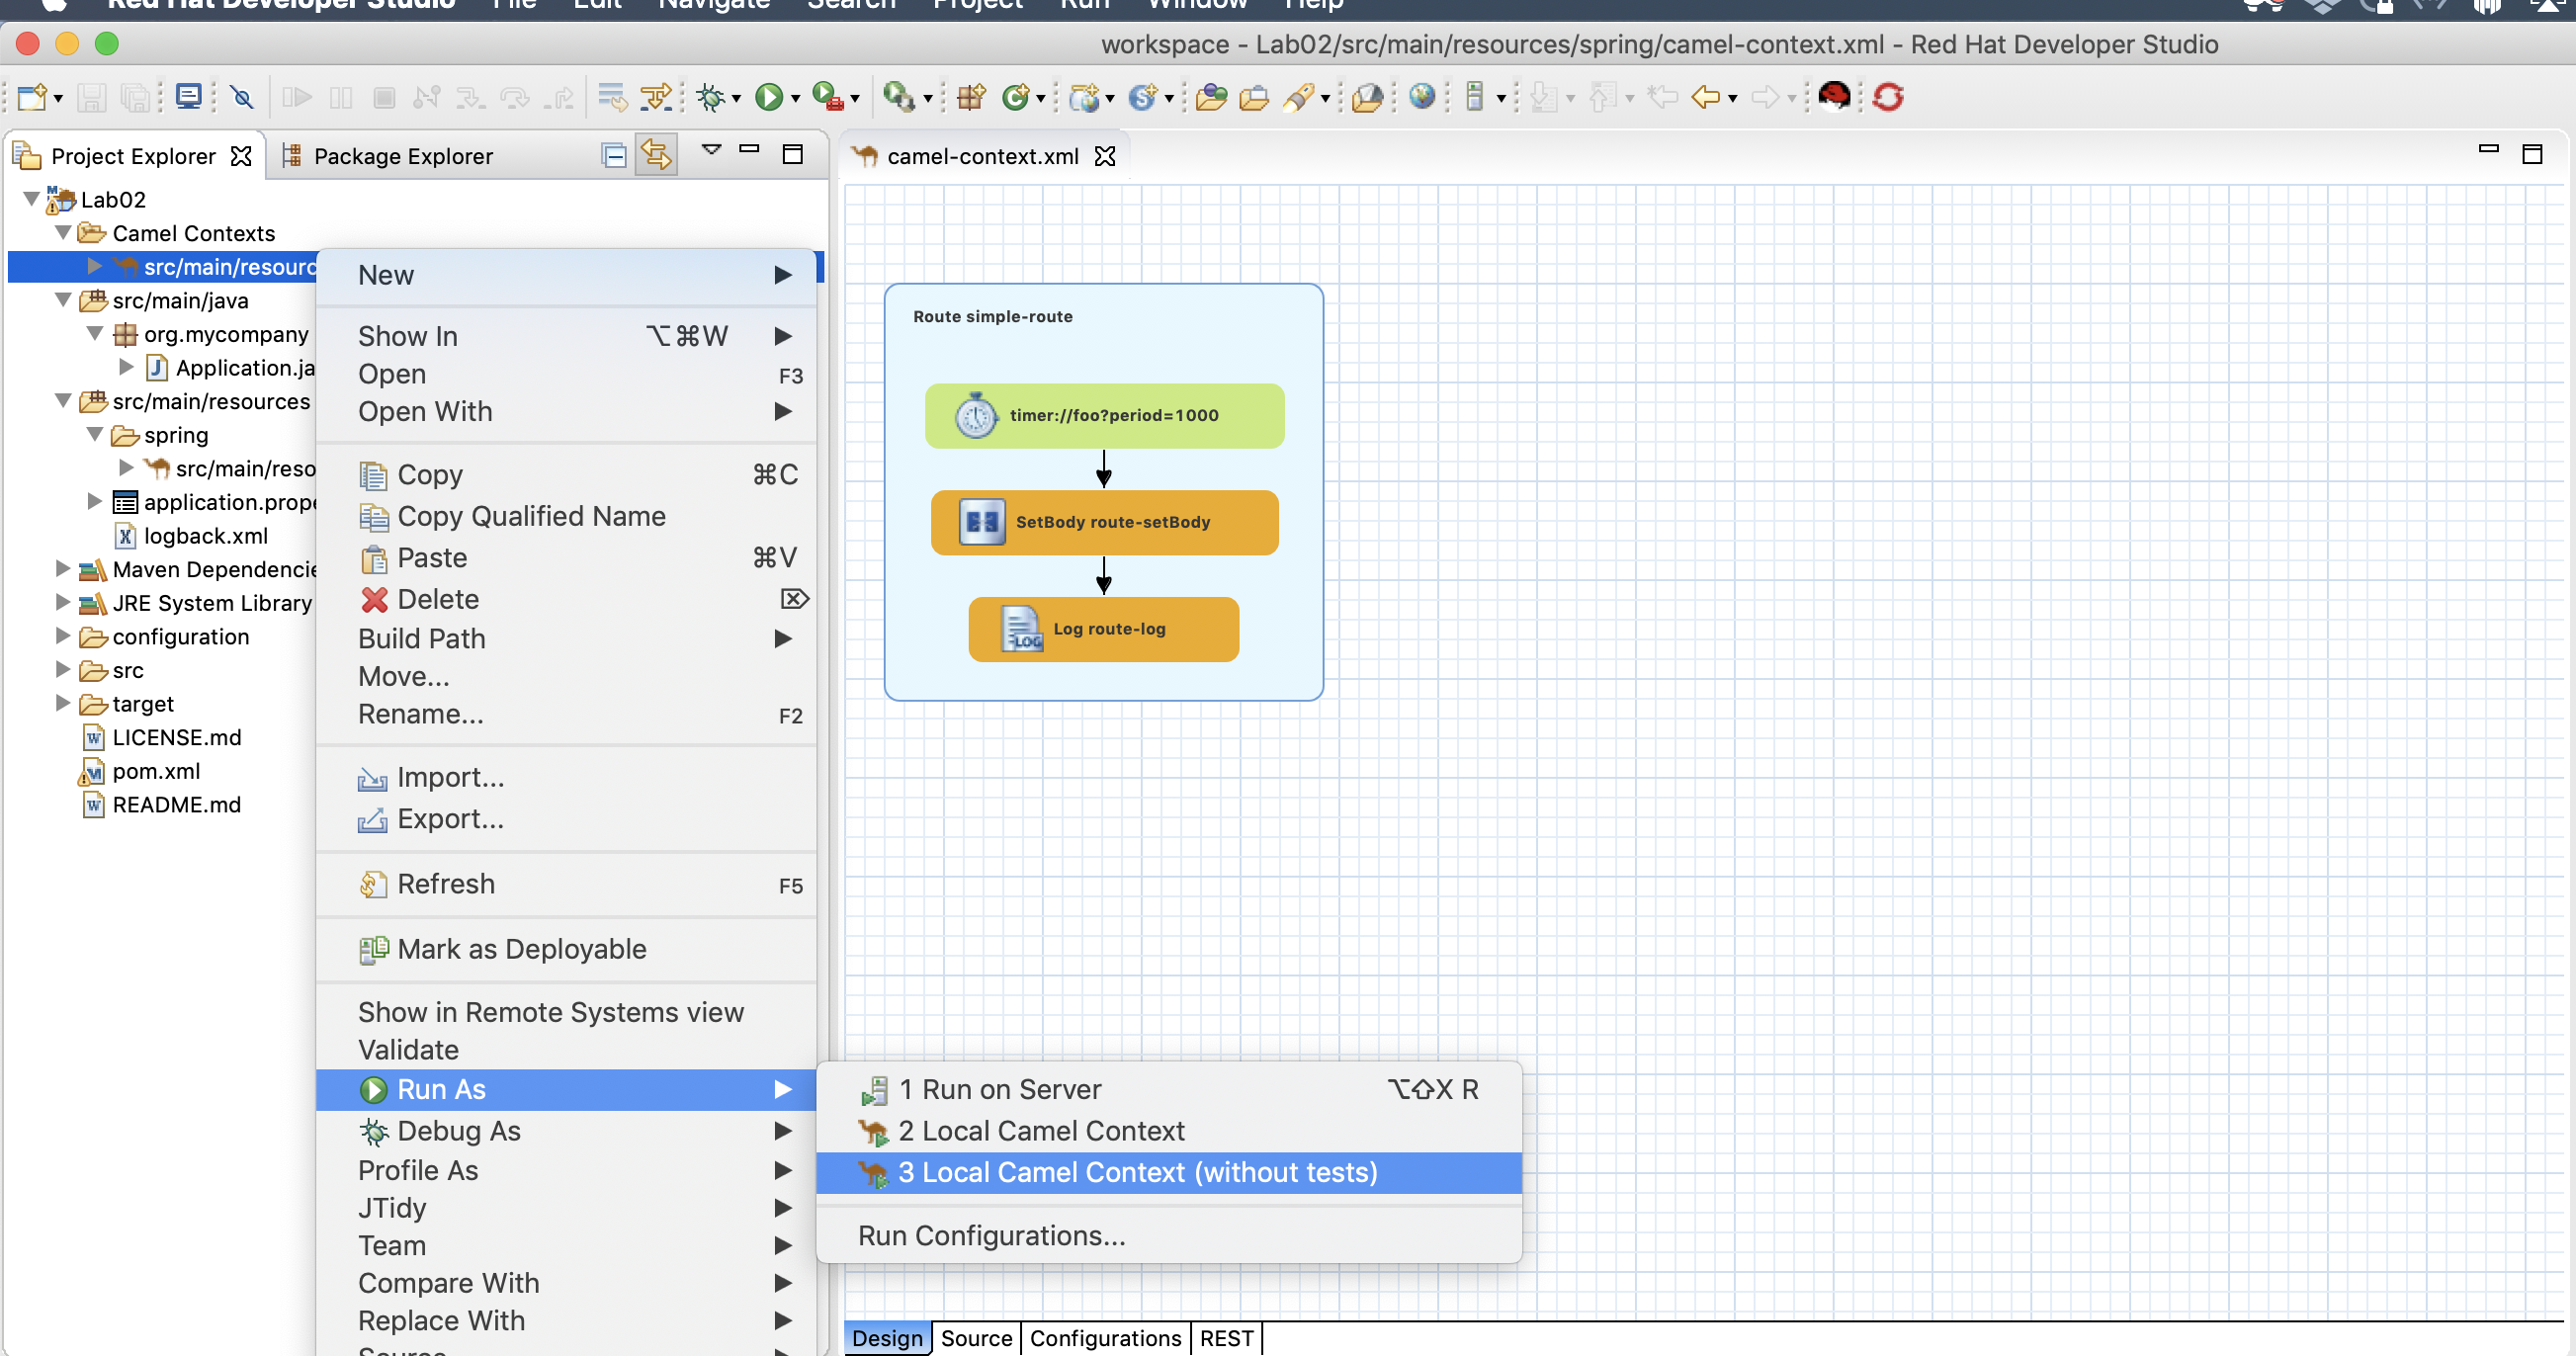 Red Hat Developer Studio File Edit Navigate Search Project Run Window Help
workspace - Lab02/src/main/resources/spring/camel-context.xml - Red Hat Developer Studio
Project Explorer
Package Explorer
camel-context.xml
Lab02
Camel Contexts
src/main/resourc
src/main/java
org.mycompany
Application.ja
src/main/resources
spring
src/main/reso
application.prope
logback.xml
Maven Dependencie
JRE System Library
configuration
src
target
LICENSE.md
pom.xml
README.md
New
Show In ⌥⌘W
Open F3
Open With
Copy ⌘C
Copy Qualified Name
Paste ⌘V
Delete ⌦
Build Path
Move...
Rename... F2
Import...
Export...
Refresh F5
Mark as Deployable
Show in Remote Systems view
Validate
Run As
Debug As
Profile As
JTidy
Team
Compare With
Replace With
Source
1 Run on Server ⌥⇧X R
2 Local Camel Context
3 Local Camel Context (without tests)
Run Configurations...
Route simple-route
timer://foo?period=1000
SetBody route-setBody
LOG
Log route-log
Design Source Configurations REST